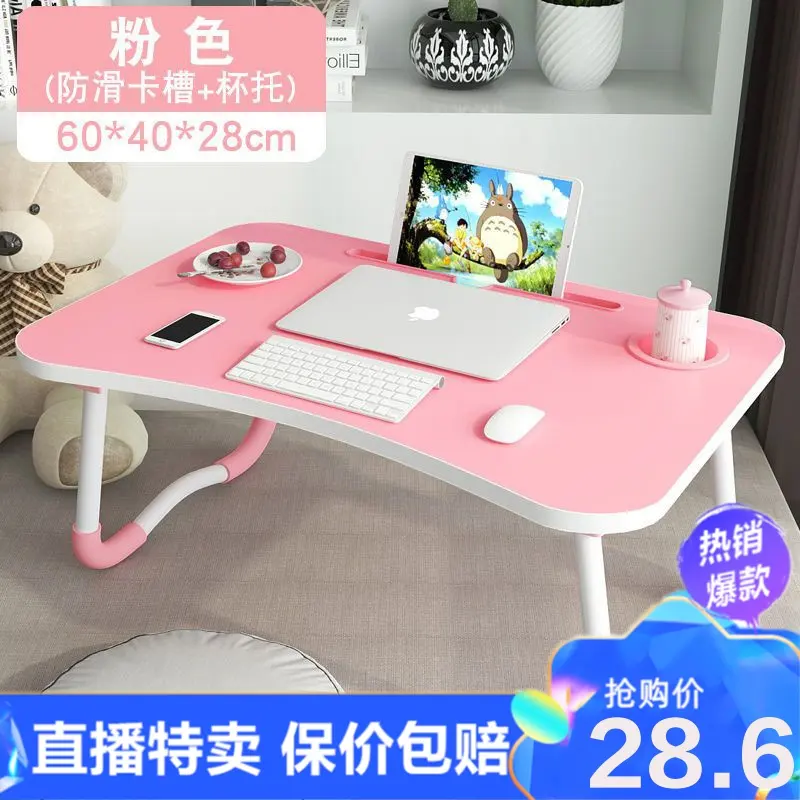 粉色
(防滑卡槽+杯托)
60*40*28cm
热销
爆款
抢购价
直播特卖 保价包赔
28.6